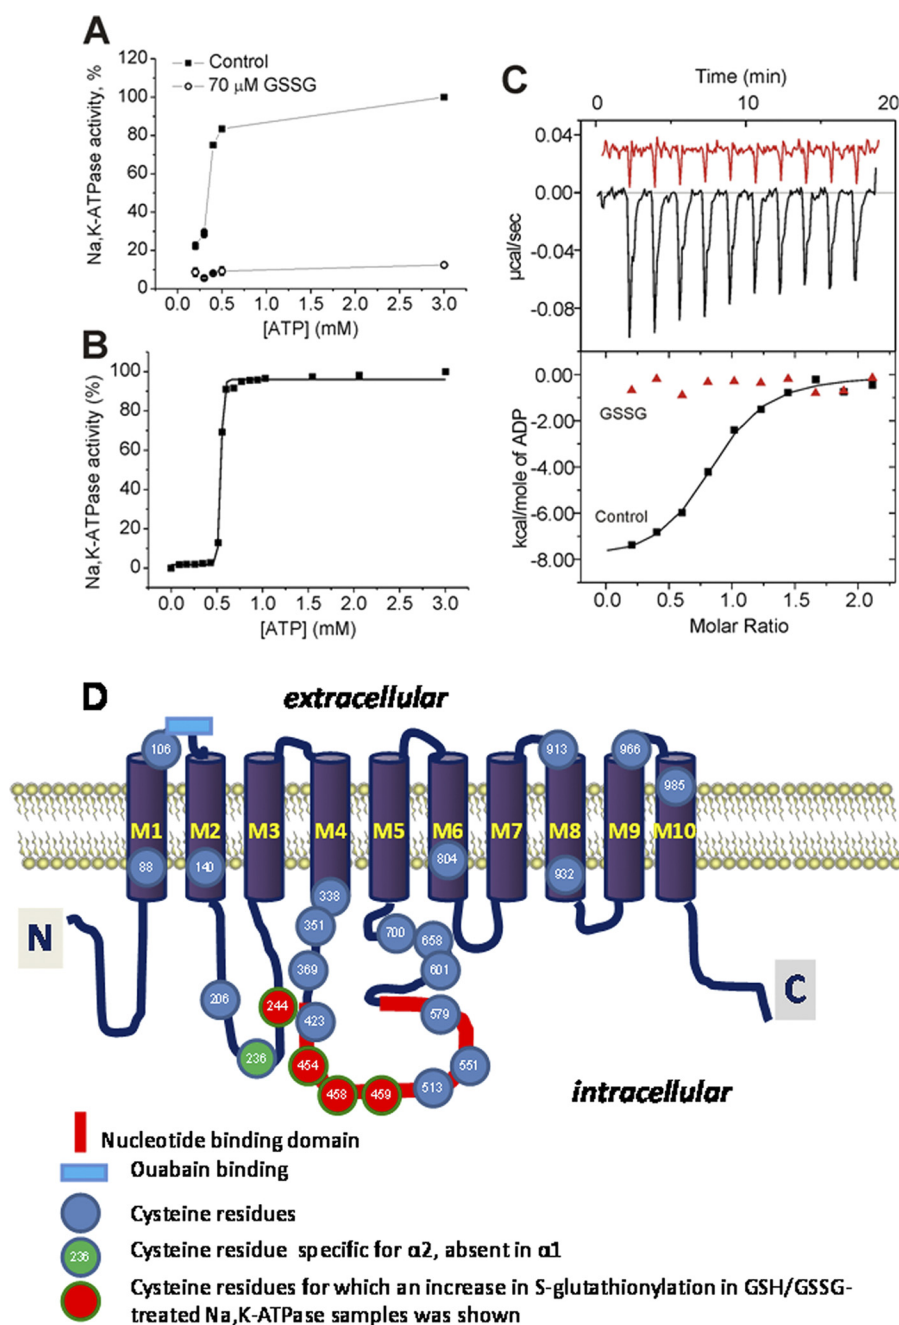 A
Na,K-ATPase activity, %
120
100
80
60
40
20
0
Control
70 μM GSSG
0.0 0.5 1.0 1.5 2.0 2.5 3.0
[ATP] (mM)
B
Na,K-ATPase activity (%)
100
80
60
40
20
0
0.0 0.5 1.0 1.5 2.0 2.5 3.0
[ATP] (mM)
C
Time (min)
0 10 20
μcal/sec
0.04
0.00
-0.04
-0.08
kcal/mole of ADP
0.00
-2.00
-4.00
-6.00
-8.00
GSSG
Control
0.0 0.5 1.0 1.5 2.0
Molar Ratio
D
extracellular
106 913 966 985
M1 M2 M3 M4 M5 M6 M7 M8 M9 M10
88 140 804 932
338
351 700 658
369 601
N
C
206 244 423 579
236 454 551
458 459 513
intracellular
Nucleotide binding domain
Ouabain binding
Cysteine residues
236 Cysteine residue specific for α2, absent in α1
Cysteine residues for which an increase in S-glutathionylation in GSH/GSSG-
treated Na,K-ATPase samples was shown